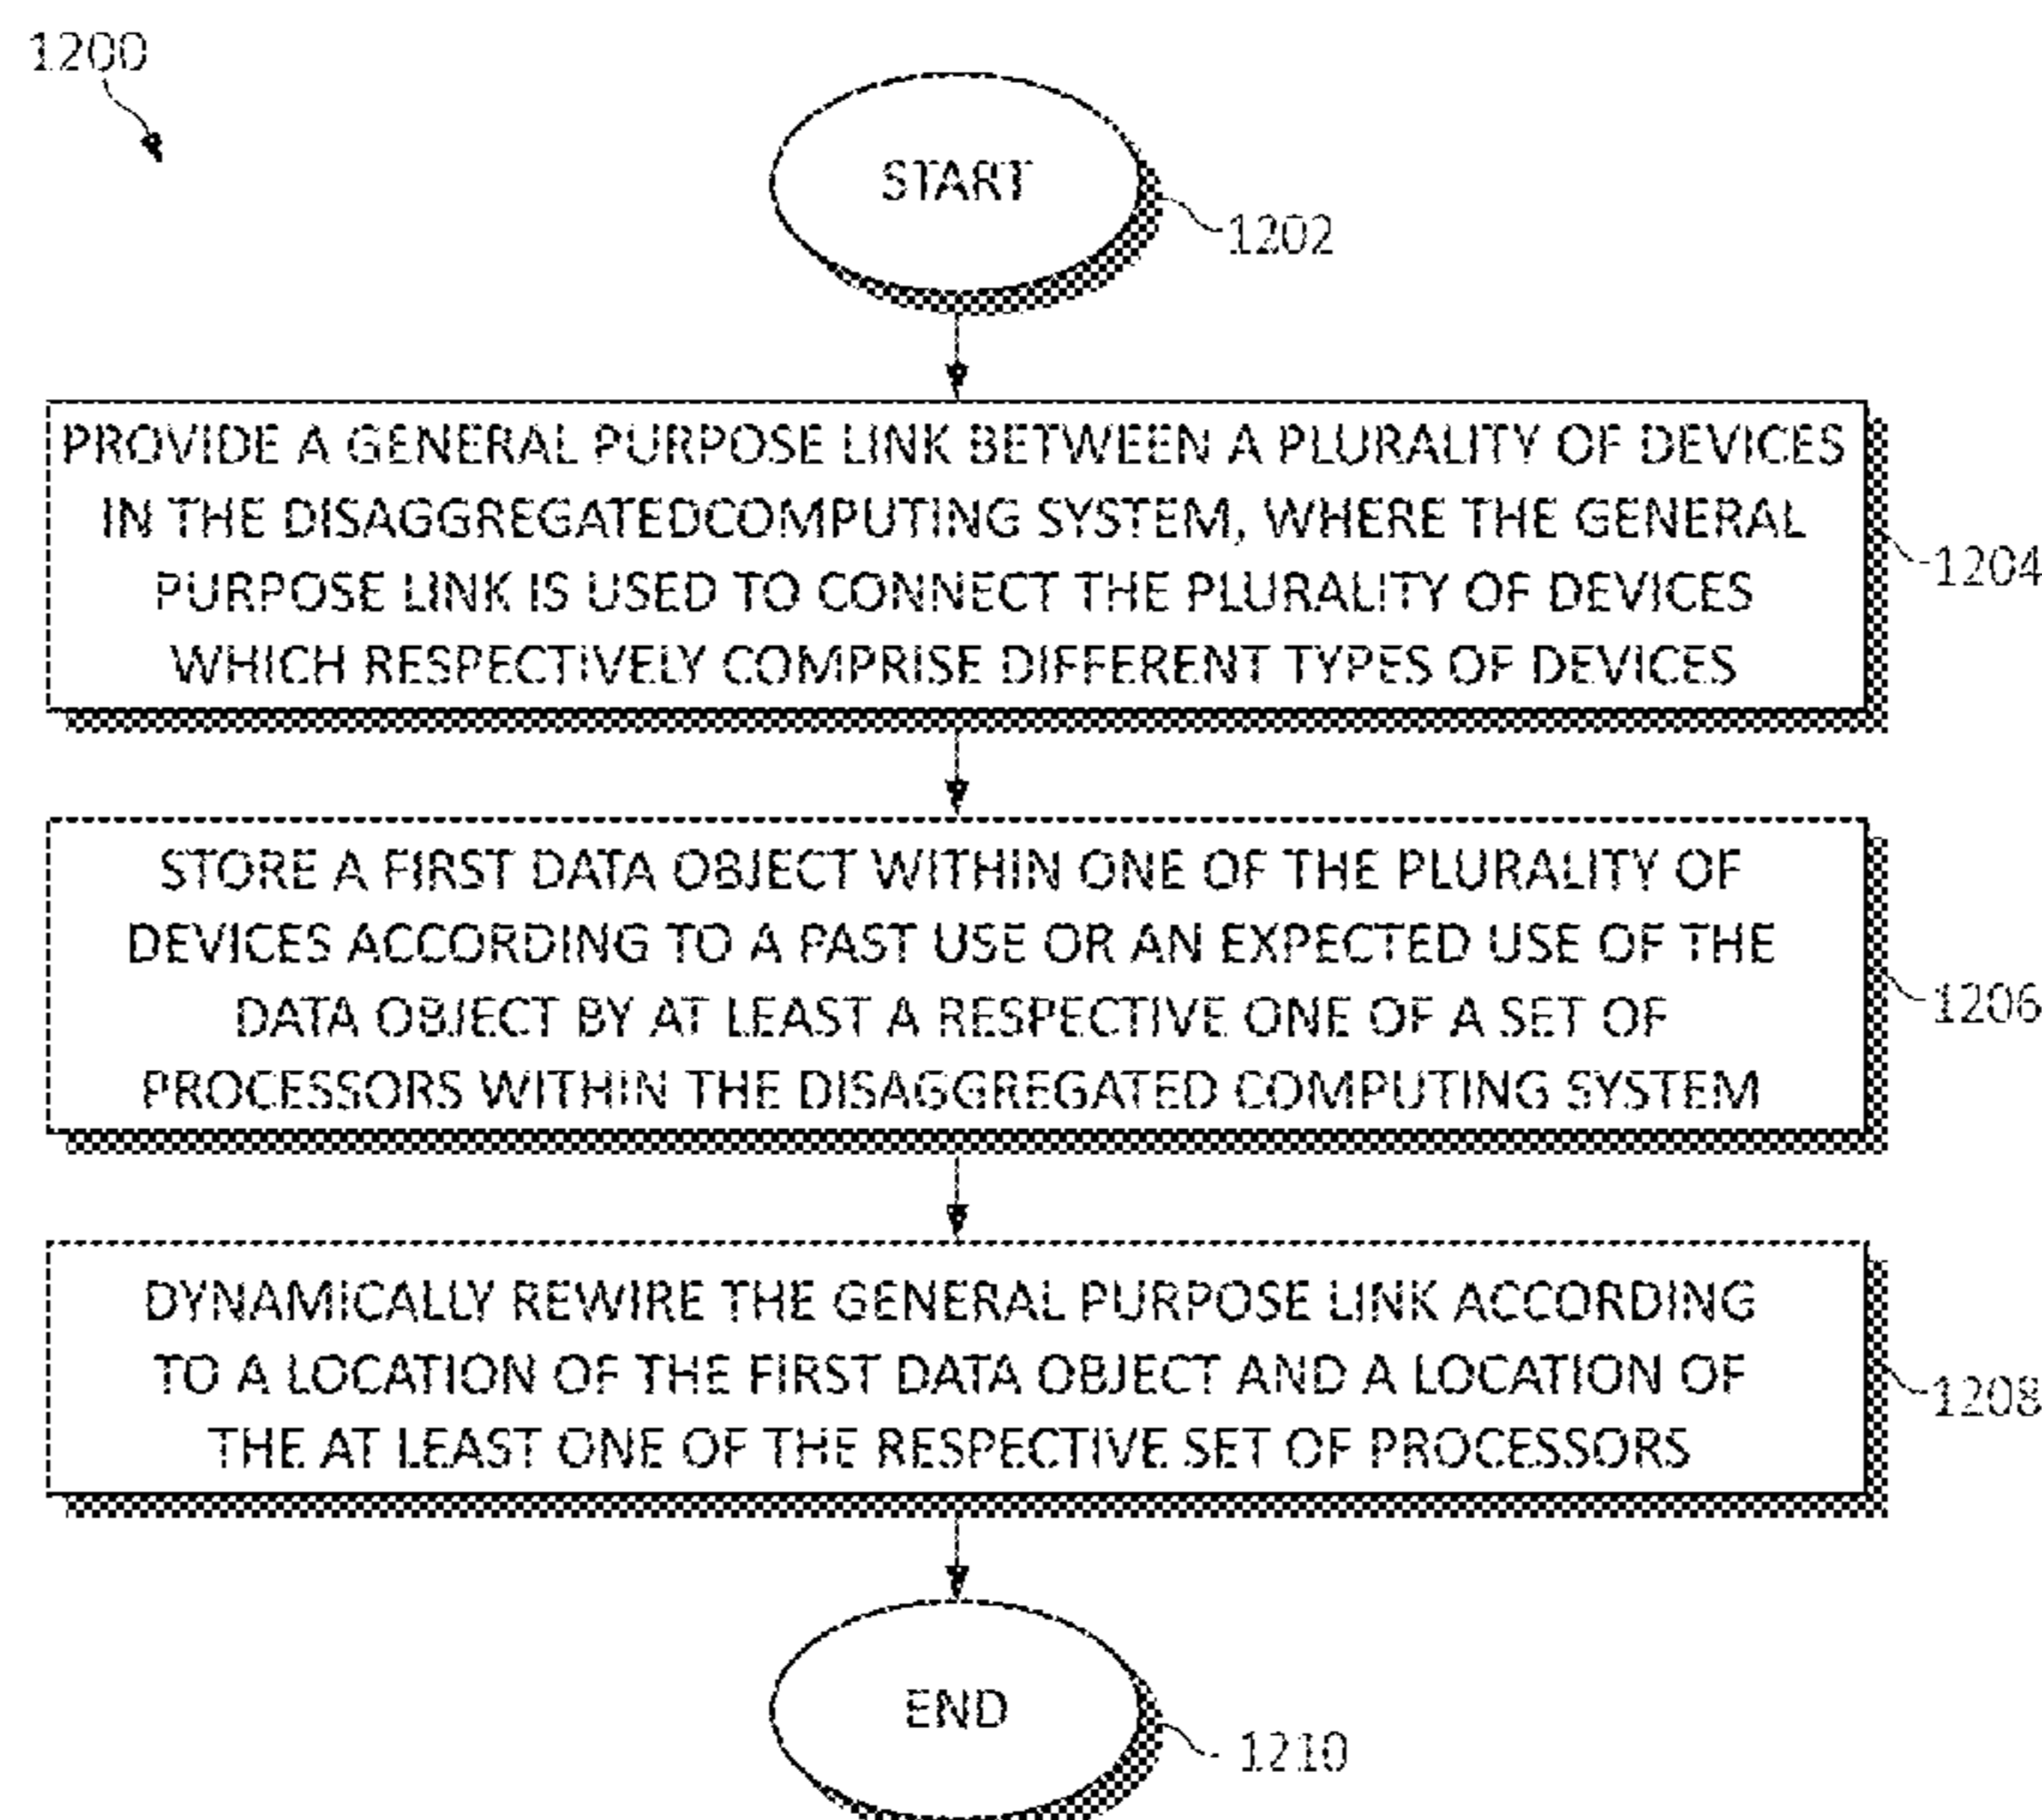 1200
START
1202
PROVIDE A GENERAL PURPOSE LINK BETWEEN A PLURALITY OF DEVICES
IN THE DISAGGREGATEDCOMPUTING SYSTEM, WHERE THE GENERAL
PURPOSE LINK IS USED TO CONNECT THE PLURALITY OF DEVICES
WHICH RESPECTIVELY COMPRISE DIFFERENT TYPES OF DEVICES
1204
STORE A FIRST DATA OBJECT WITHIN ONE OF THE PLURALITY OF
DEVICES ACCORDING TO A PAST USE OR AN EXPECTED USE OF THE
DATA OBJECT BY AT LEAST A RESPECTIVE ONE OF A SET OF
PROCESSORS WITHIN THE DISAGGREGATED COMPUTING SYSTEM
1206
DYNAMICALLY REWIRE THE GENERAL PURPOSE LINK ACCORDING
TO A LOCATION OF THE FIRST DATA OBJECT AND A LOCATION OF
THE AT LEAST ONE OF THE RESPECTIVE SET OF PROCESSORS
1208
END
1210